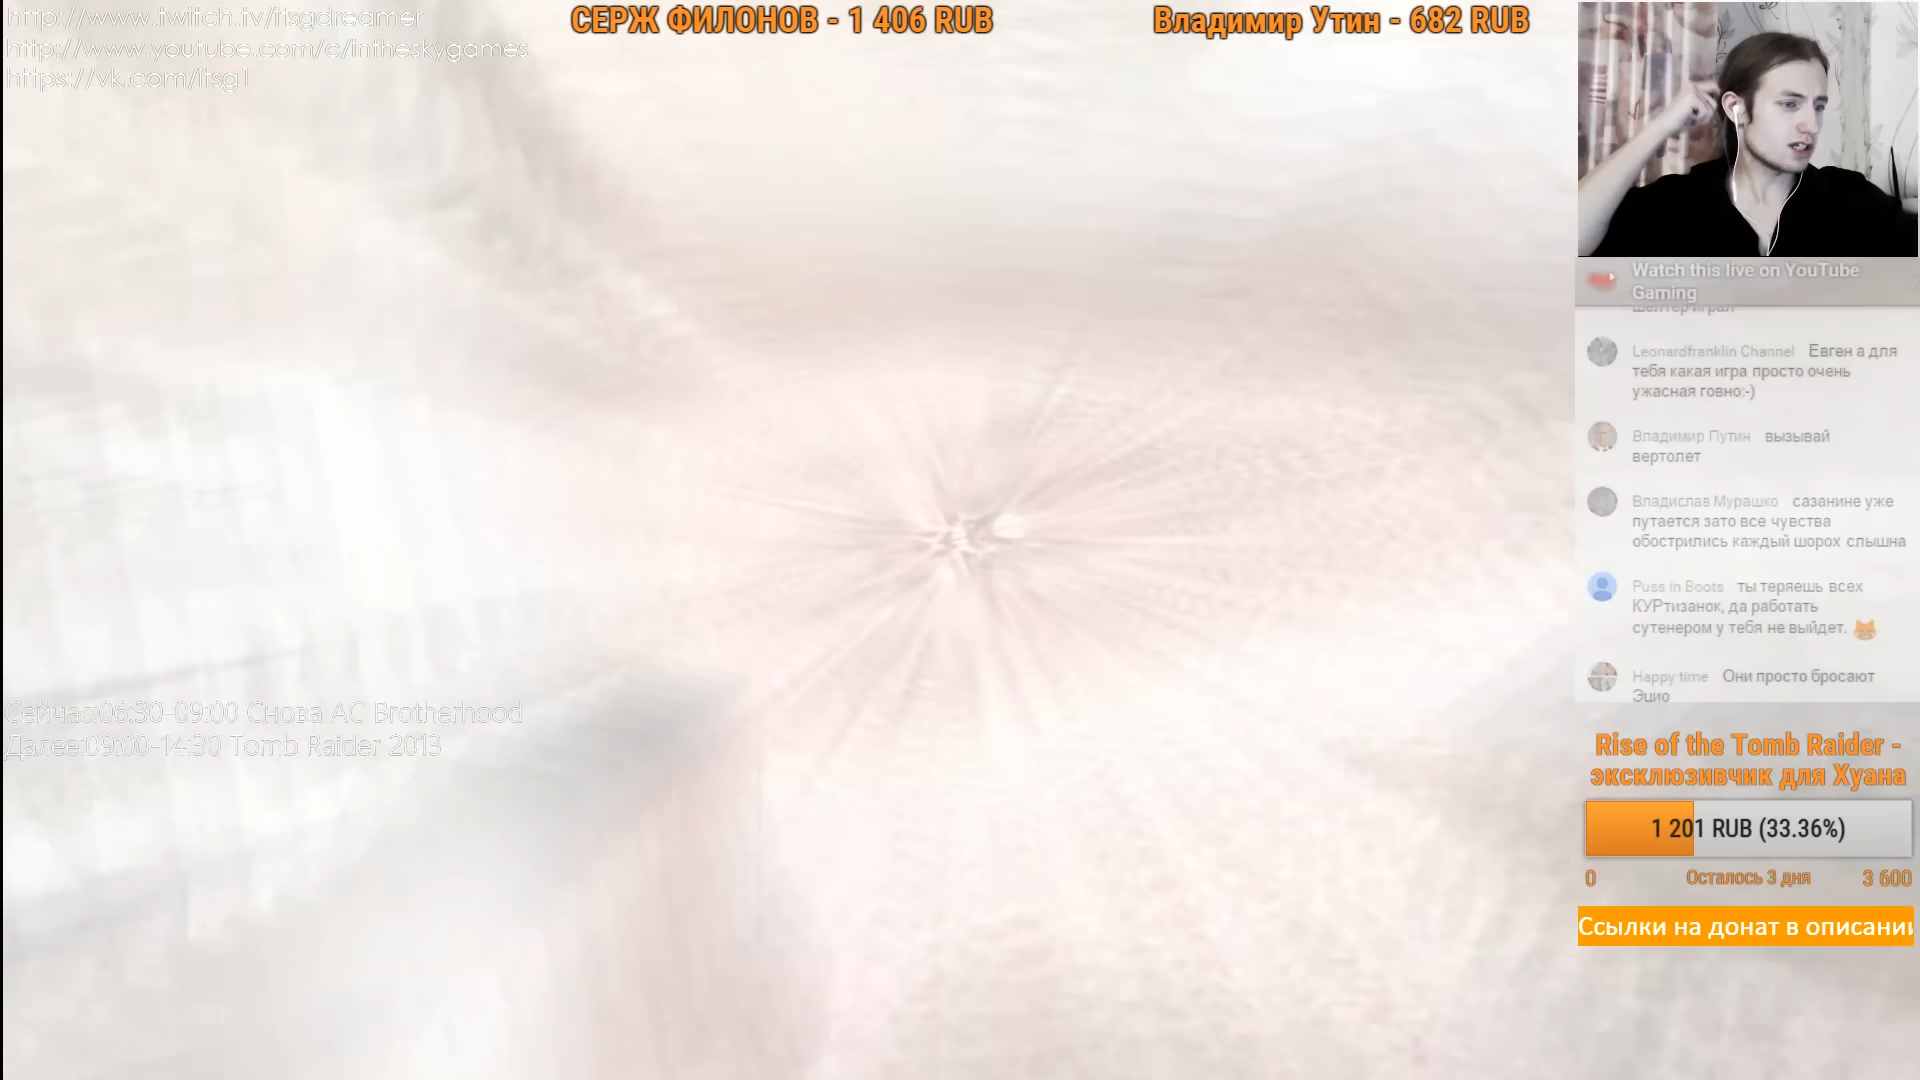 http://www.twitch.tv/itsgdreamer
http://www.youtube.com/c/intheskygames
https://vk.com/itsg1
СЕРЖ ФИЛОНОВ - 1 406 RUB
Владимир Утин - 682 RUB
Watch this live on YouTube
Gaming
Leonardfranklin Channel Евген а для
тебя какая игра просто очень
ужасная говно:-)
Владимир Путин вызывай
вертолет
Владислав Мурашко сазанине уже
путается зато все чувства
обострились каждый шорох слышна
Puss in Boots ты теряешь всех
КУРтизанок, да работать
сутенером у тебя не выйдет.
Happy time Они просто бросают
Эцио
Сейчас:06:30-09:00 Снова AC Brotherhood
Далее:09:00-14:30 Tomb Raider 2013
Rise of the Tomb Raider -
эксклюзивчик для Хуана
1 201 RUB (33.36%)
0 Осталось 3 дня 3 600
Ссылки на донат в описании